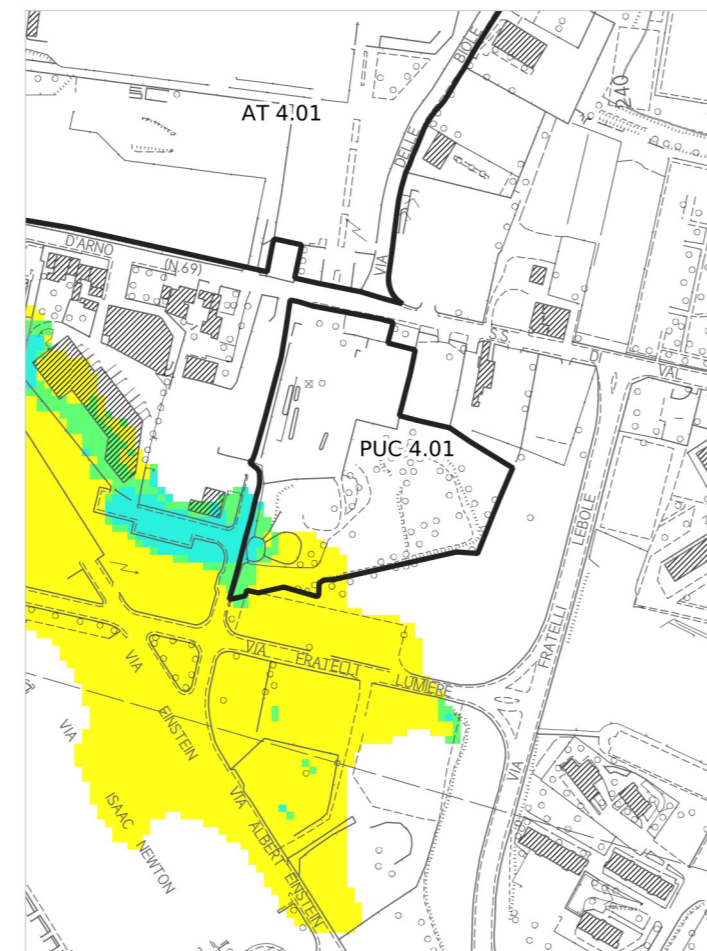 AT 4.01
240
VIA DELLE BIOLE
D'ARNO
(N.69)
S.S. DI VAL
PUC 4.01
VIA FRATELLI LEBOLE
VIA FRATELLI LUMIERE
VIA EINSTEIN
VIA ISAAC NEWTON
VIA ALBERT EINSTEIN